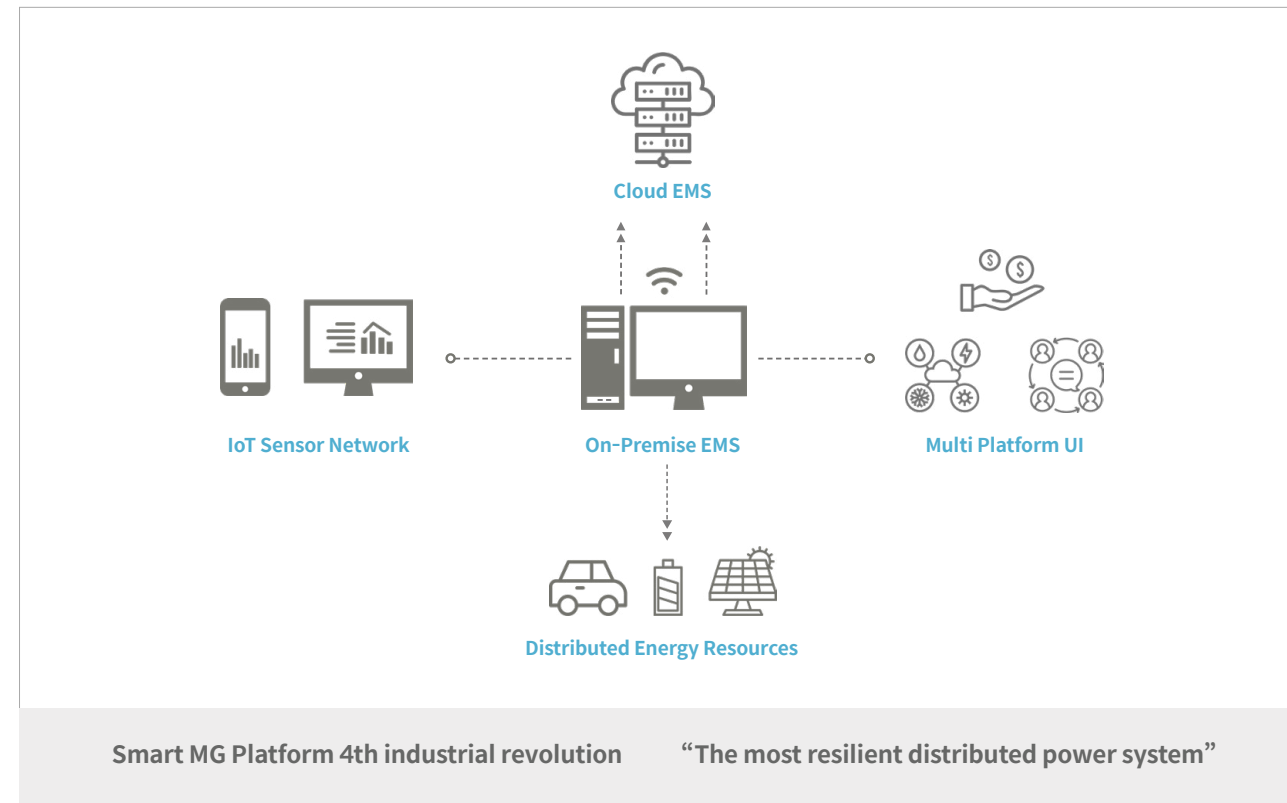 Cloud EMS
IoT Sensor Network
On-Premise EMS
Multi Platform UI
Distributed Energy Resources
Smart MG Platform 4th industrial revolution
“The most resilient distributed power system”